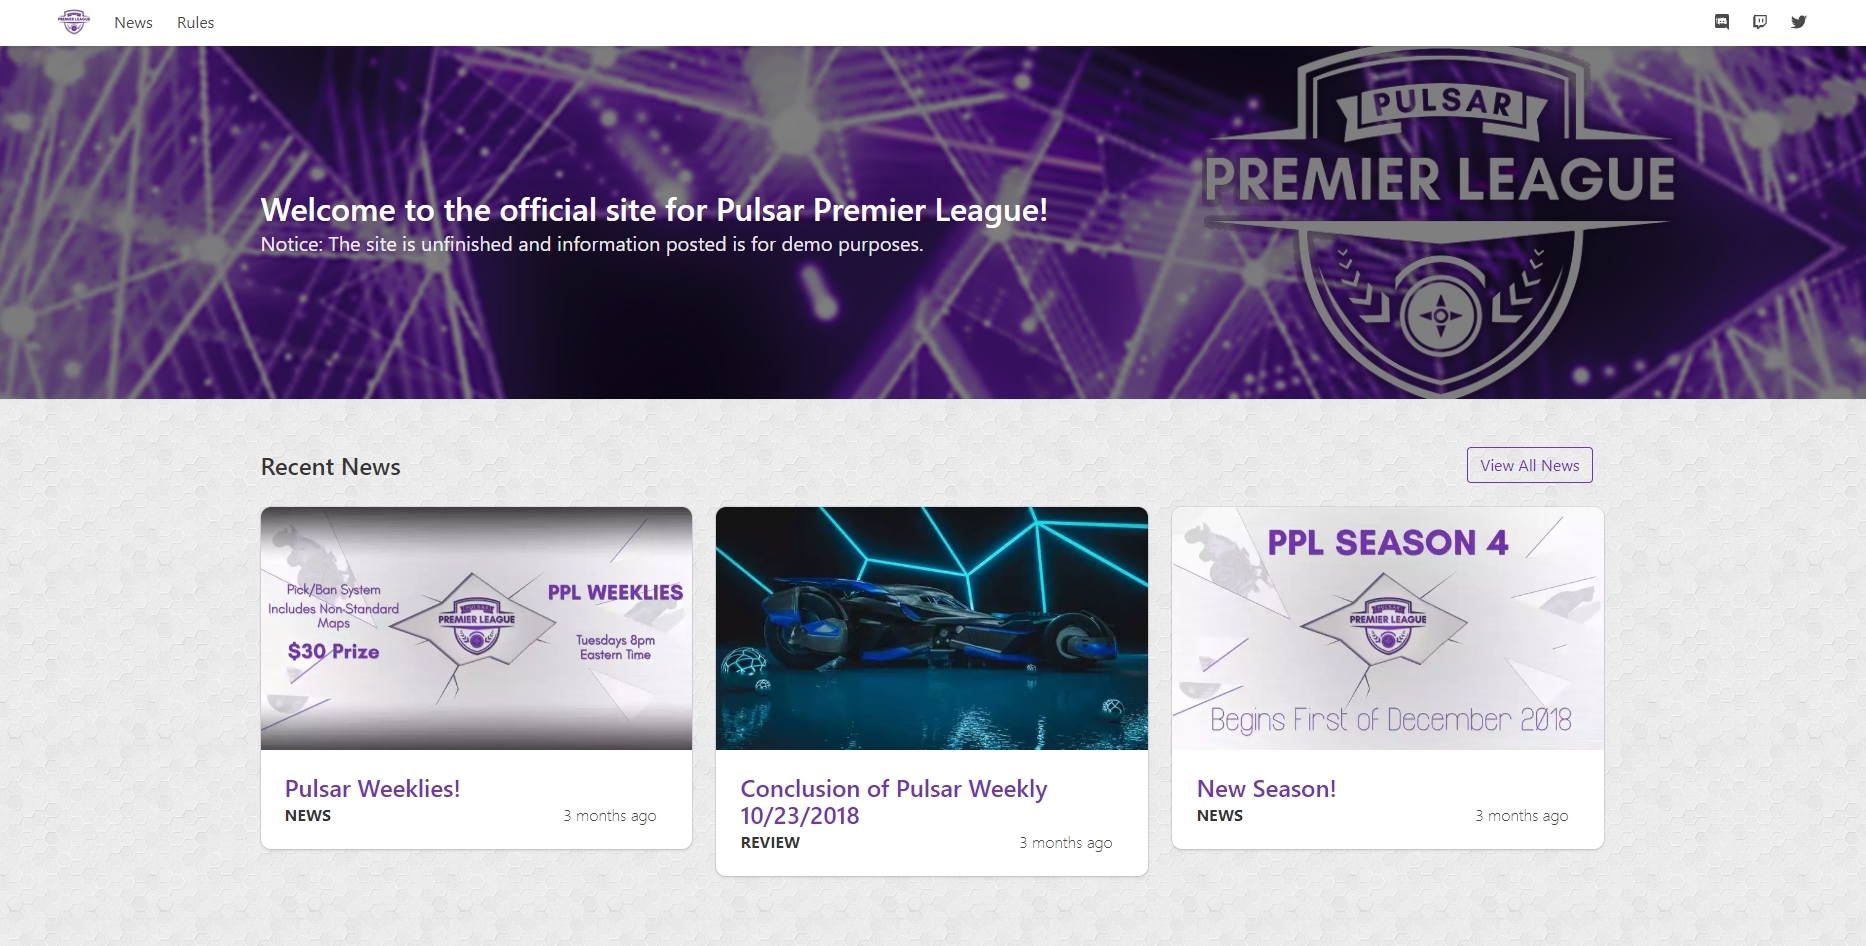 PREMIER LEAGUE
News
Rules
PULSAR
PREMIER LEAGUE
Welcome to the official site for Pulsar Premier League!
Notice: The site is unfinished and information posted is for demo purposes.
Recent News
View All News
Pick/Ban System
Includes Non-Standard
Maps
$30 Prize
PULSAR
PREMIER LEAGUE
PPL WEEKLIES
Tuesdays 8pm
Eastern Time
PPL SEASON 4
PULSAR
PREMIER LEAGUE
Begins First of December 2018
Pulsar Weeklies!
NEWS
3 months ago
Conclusion of Pulsar Weekly
10/23/2018
REVIEW
3 months ago
New Season!
NEWS
3 months ago